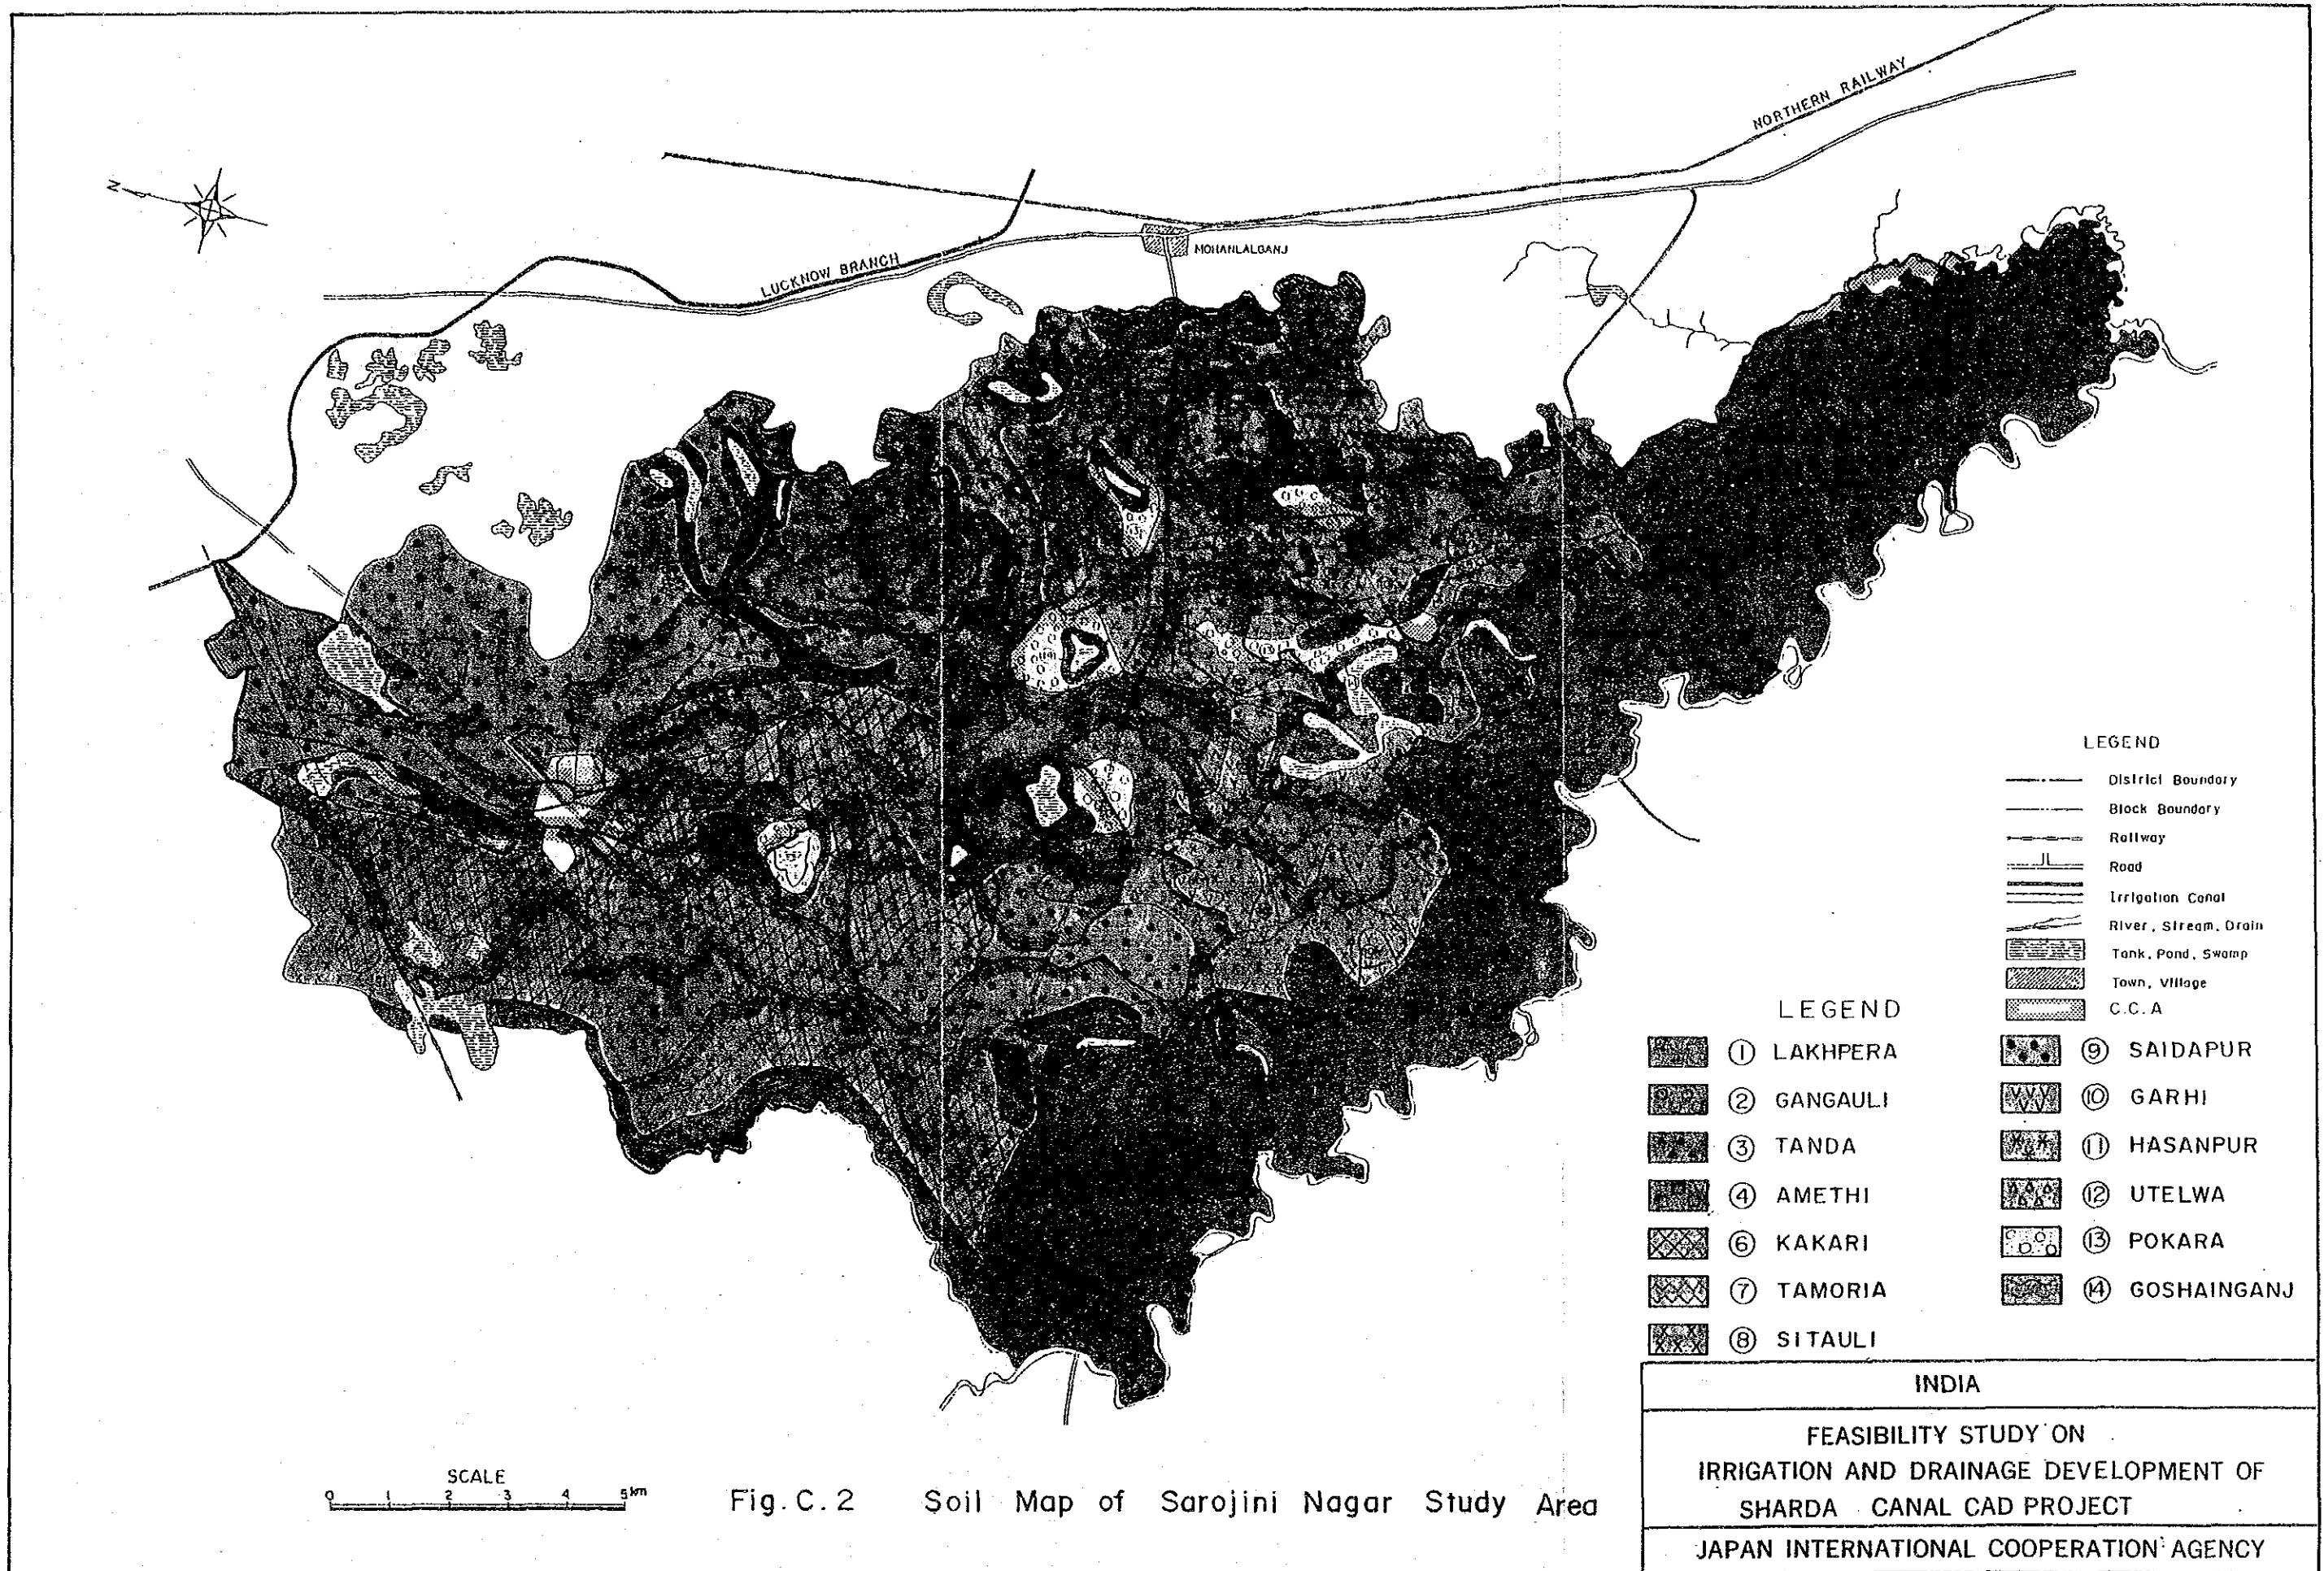 NORTHERN RAILWAY
N
LUCKNOW BRANCH
MOHANLALGANJ
LEGEND
District Boundary
Block Boundary
Railway
Road
Irrigation Canal
River, Stream, Drain
Tank, Pond, Swamp
Town, Village
C.C.A
LEGEND
① LAKHPERA
② GANGAULI
③ TANDA
④ AMETHI
⑥ KAKARI
⑦ TAMORIA
⑧ SITAULI
⑨ SAIDAPUR
⑩ GARHI
⑪ HASANPUR
⑫ UTELWA
⑬ POKARA
⑭ GOSHAINGANJ
SCALE
0 1 2 3 4 5 km
Fig. C. 2 Soil Map of Sarojini Nagar Study Area
INDIA
FEASIBILITY STUDY ON
IRRIGATION AND DRAINAGE DEVELOPMENT OF
SHARDA CANAL CAD PROJECT
JAPAN INTERNATIONAL COOPERATION AGENCY